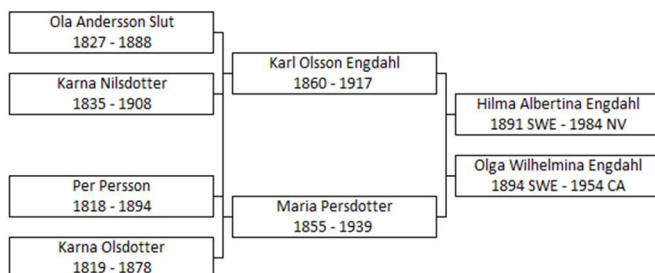 Ola Andersson Slut
1827 - 1888
Karna Nilsdotter
1835 - 1908
Per Persson
1818 - 1894
Karna Olsdotter
1819 - 1878
Karl Olsson Engdahl
1860 - 1917
Maria Persdotter
1855 - 1939
Hilma Albertina Engdahl
1891 SWE - 1984 NV
Olga Wilhelmina Engdahl
1894 SWE - 1954 CA